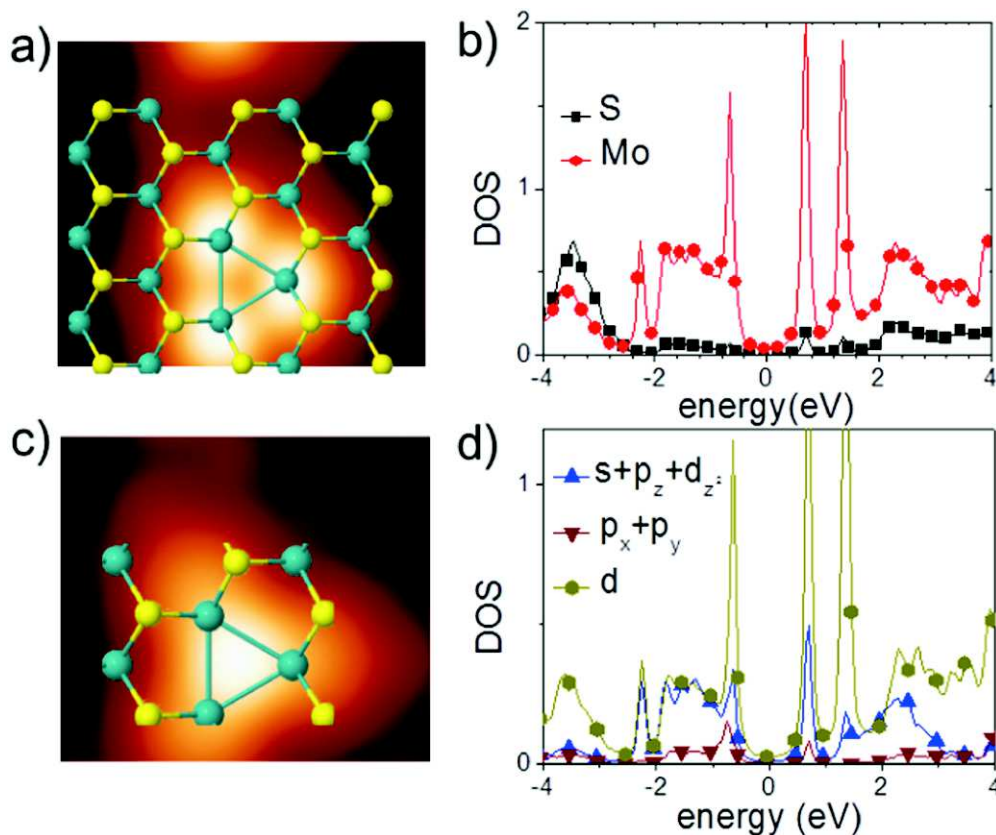 a)
b)
2
1
0
DOS
S
Mo
-4 -2 0 2 4
energy(eV)
c)
d)
1
0
DOS
s+p_z+d_z²
p_x+p_y
d
-4 -2 0 2 4
energy (eV)